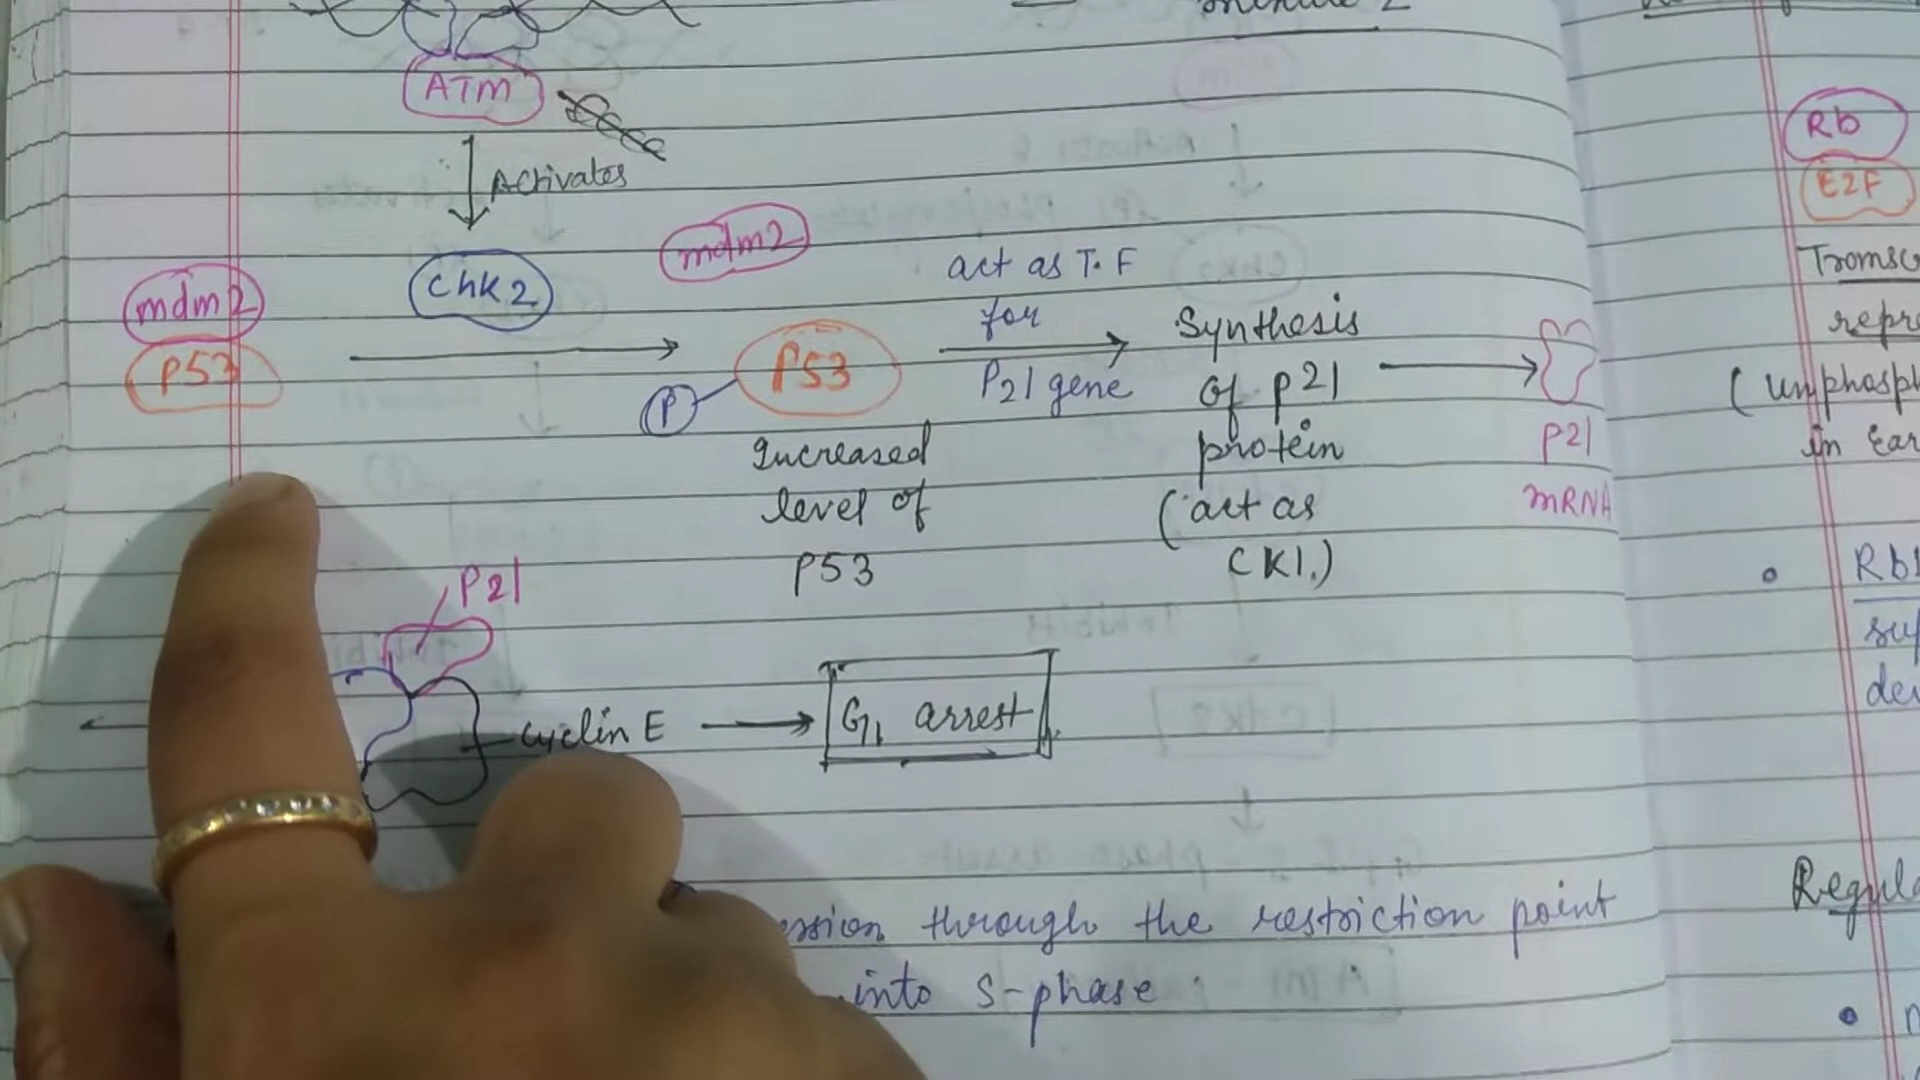 ATM
Activates
mdm2
Chk2
mdm2
P53
P
P53
act as T.F
for
P21 gene
Synthesis
of p21
protein
(act as
CKI.)
P21
mRNA
Increased
level of
P53
P21
cyclin E
G1 arrest
through the restriction point
into S-phase
Rb
E2F
in